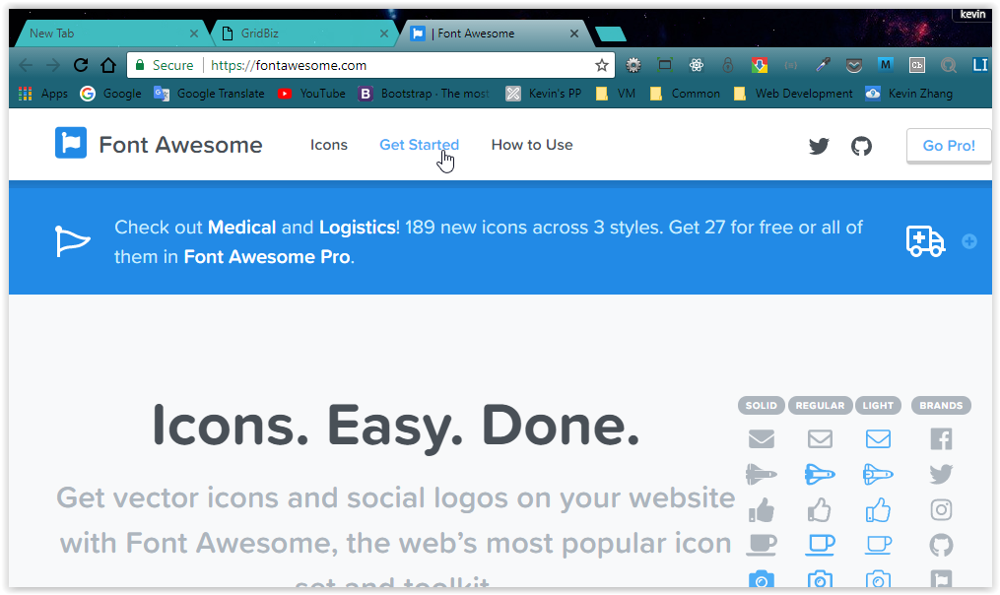 kevin
New Tab
GridBiz
| Font Awesome
Secure
https://fontawesome.com
Apps
Google
Google Translate
YouTube
Bootstrap · The most
Kevin's PP
VM
Common
Web Development
Kevin Zhang
Font Awesome
Icons
Get Started
How to Use
Go Pro!
Check out Medical and Logistics! 189 new icons across 3 styles. Get 27 for free or all of
them in Font Awesome Pro.
Icons. Easy. Done.
SOLID REGULAR LIGHT BRANDS
Get vector icons and social logos on your website
with Font Awesome, the web's most popular icon
set and toolkit